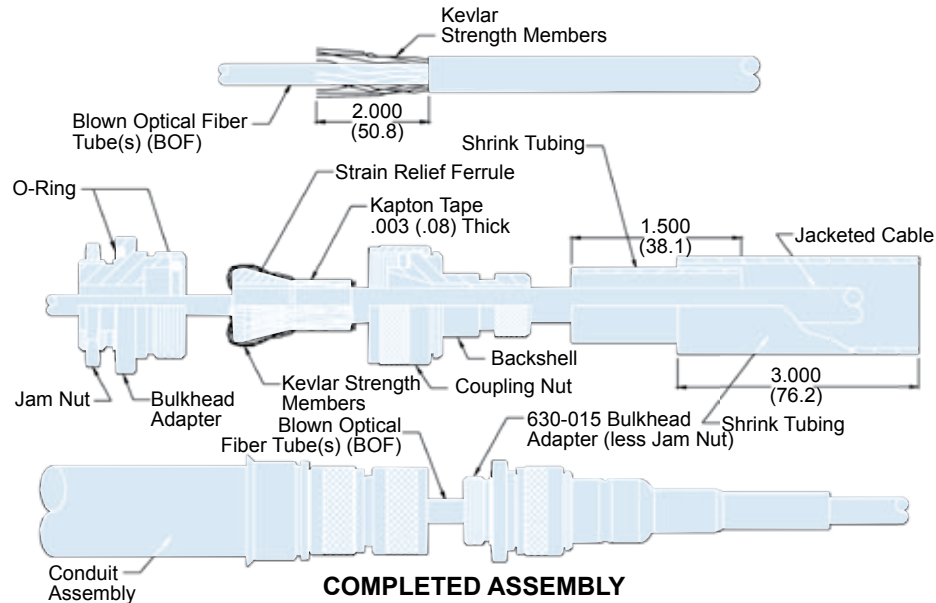 Kevlar
Strength Members
Blown Optical Fiber
Tube(s) (BOF)
2.000
(50.8)
Shrink Tubing
Strain Relief Ferrule
O-Ring
Kapton Tape
.003 (.08) Thick
1.500
(38.1)
Jacketed Cable
Backshell
Coupling Nut
Jam Nut
Bulkhead
Adapter
Kevlar Strength
Members
3.000
(76.2)
Blown Optical
Fiber Tube(s) (BOF)
630-015 Bulkhead
Adapter (less Jam Nut)
Shrink Tubing
Conduit
Assembly
COMPLETED ASSEMBLY